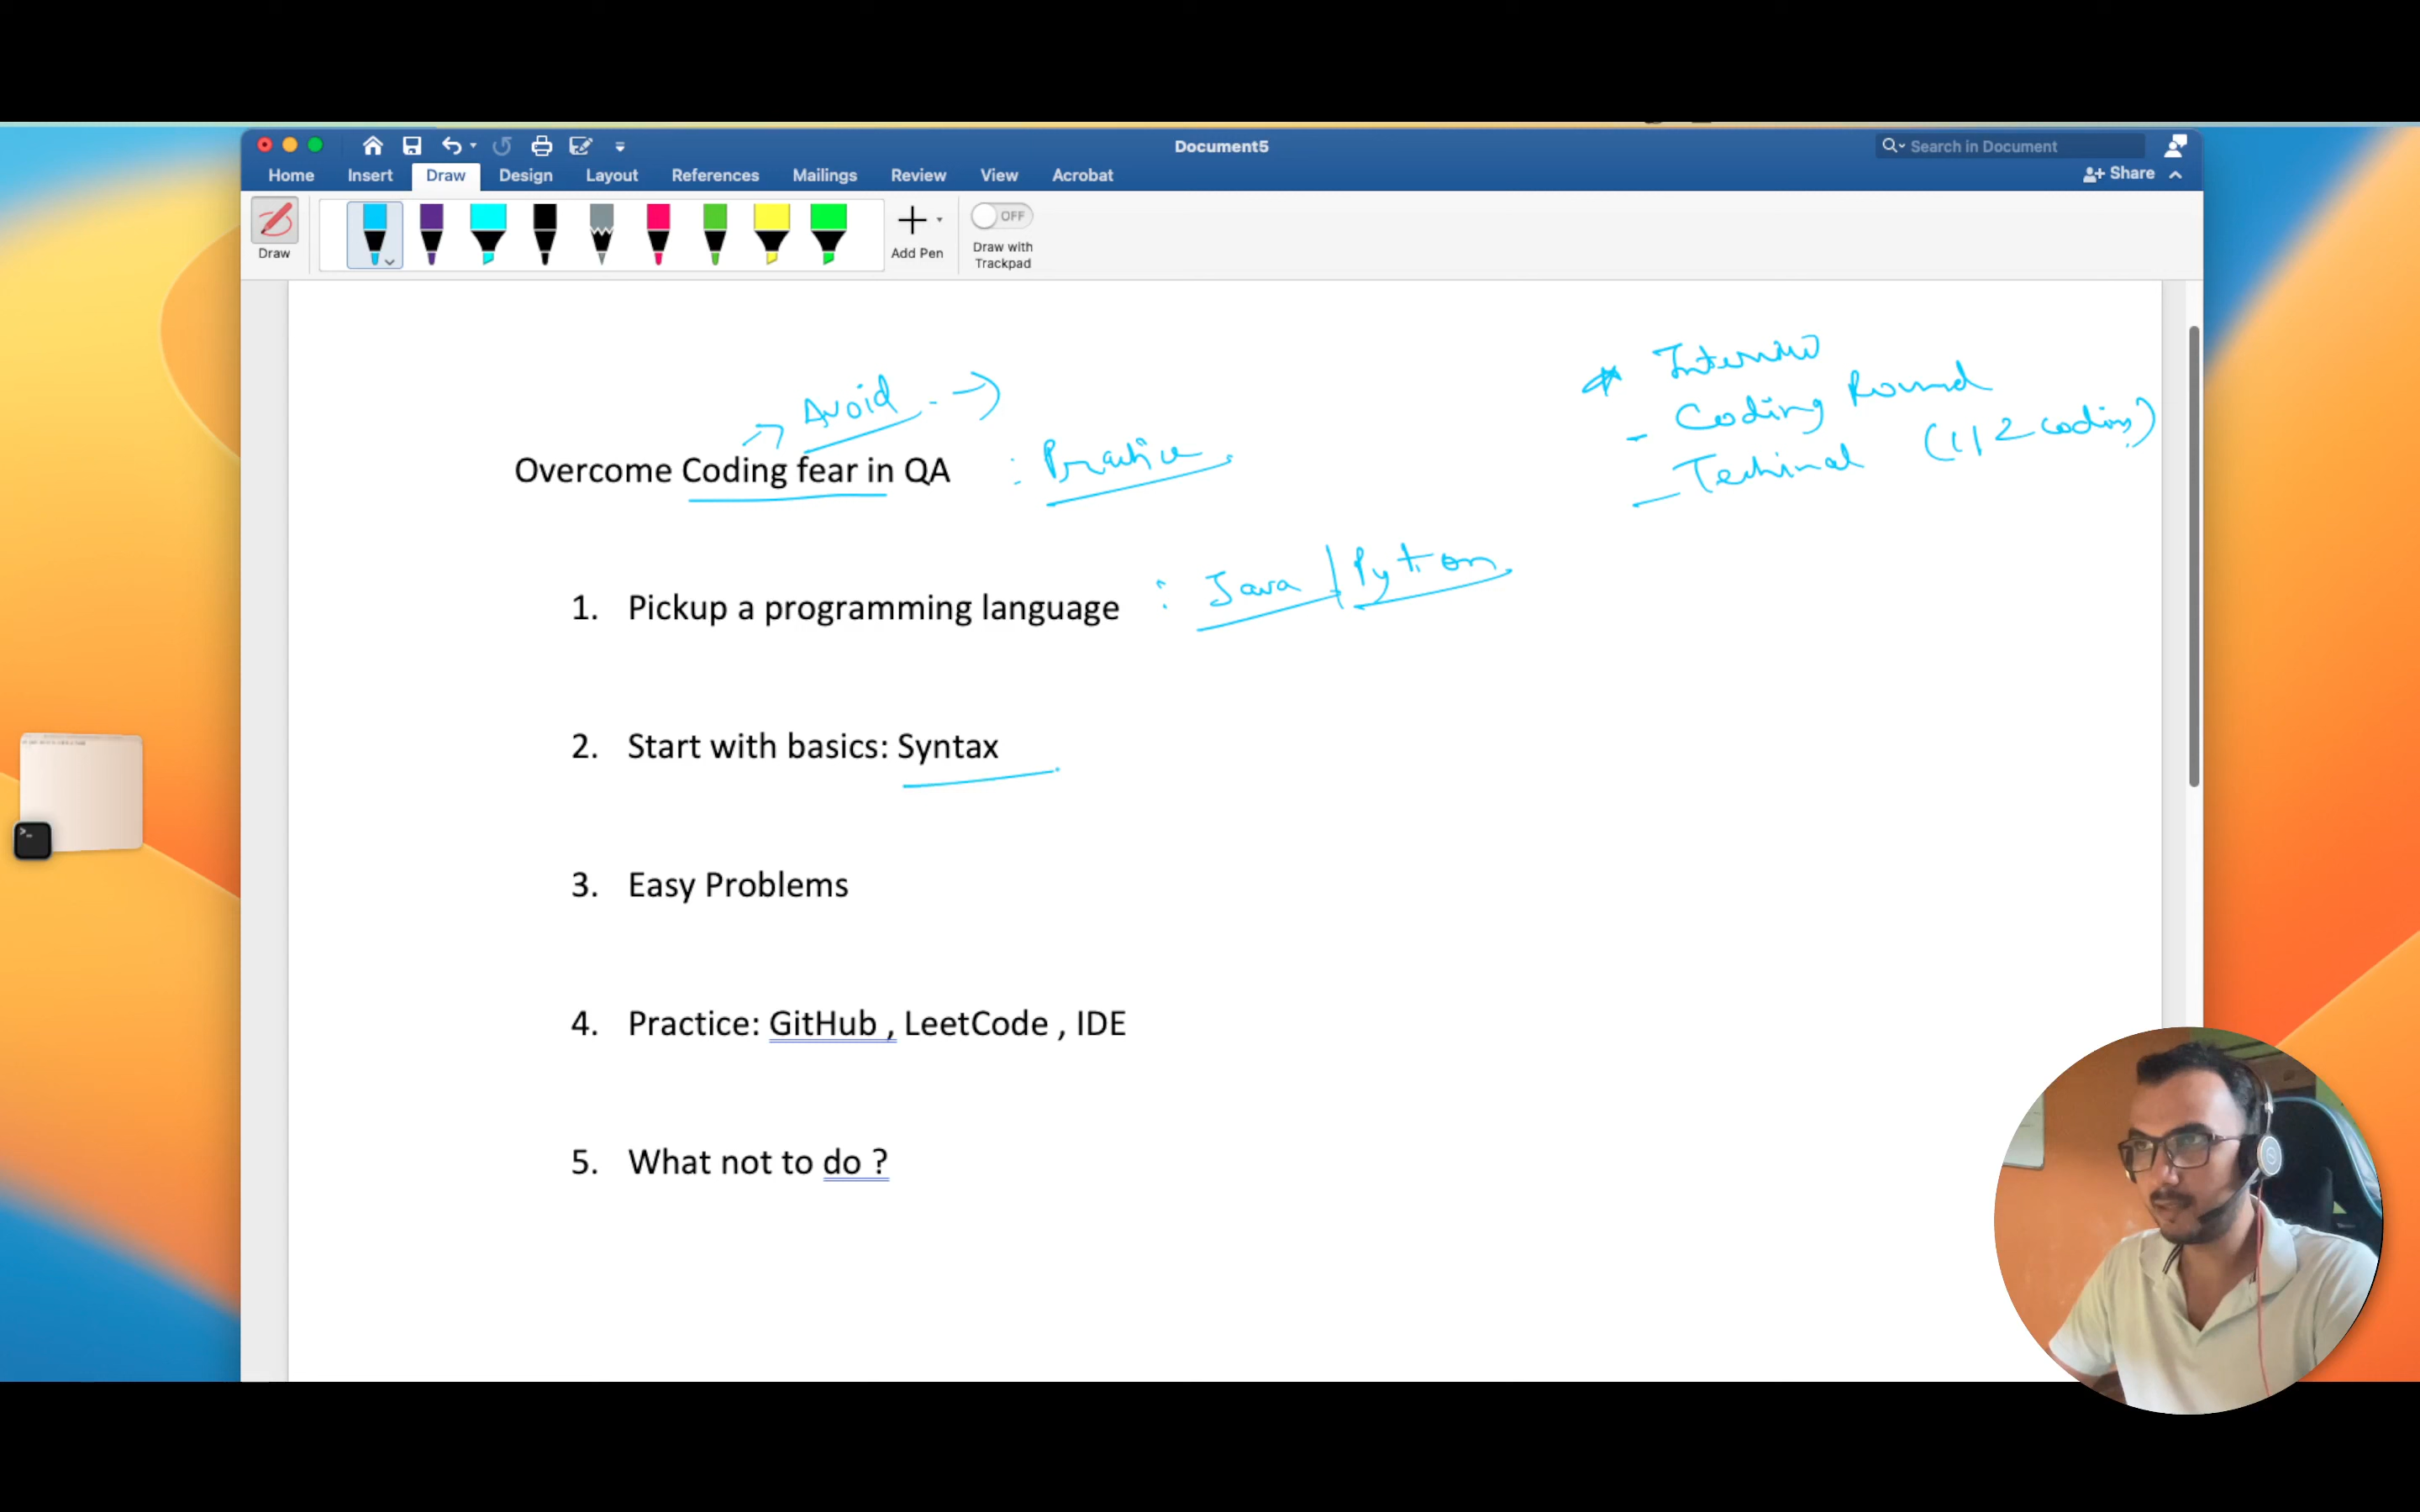 Document5
Search in Document
Home Insert Draw Design Layout References Mailings Review View Acrobat
Share
OFF
Draw
Add Pen
Draw with
Trackpad
Avoid
Coding Round
(1/2 coding)
Overcome Coding fear in QA
: Practice
1. Pickup a programming language
: Java / Python
2. Start with basics: Syntax
3. Easy Problems
4. Practice: GitHub , LeetCode , IDE
5. What not to do ?